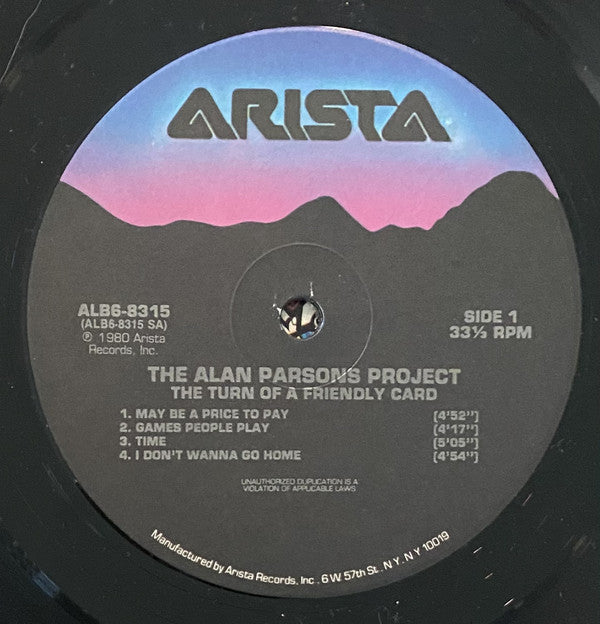 ARISTA
ALB6-8315
(ALB6-8315 SA)
℗ 1980 Arista
Records, Inc.
SIDE 1
33⅓ RPM
THE ALAN PARSONS PROJECT
THE TURN OF A FRIENDLY CARD
1. MAY BE A PRICE TO PAY [4'52"]
2. GAMES PEOPLE PLAY [4'17"]
3. TIME [5'05"]
4. I DON'T WANNA GO HOME [4'54"]
UNAUTHORIZED DUPLICATION IS A
VIOLATION OF APPLICABLE LAWS
Manufactured by Arista Records, Inc. 6 W 57th St. N.Y. N.Y 10019